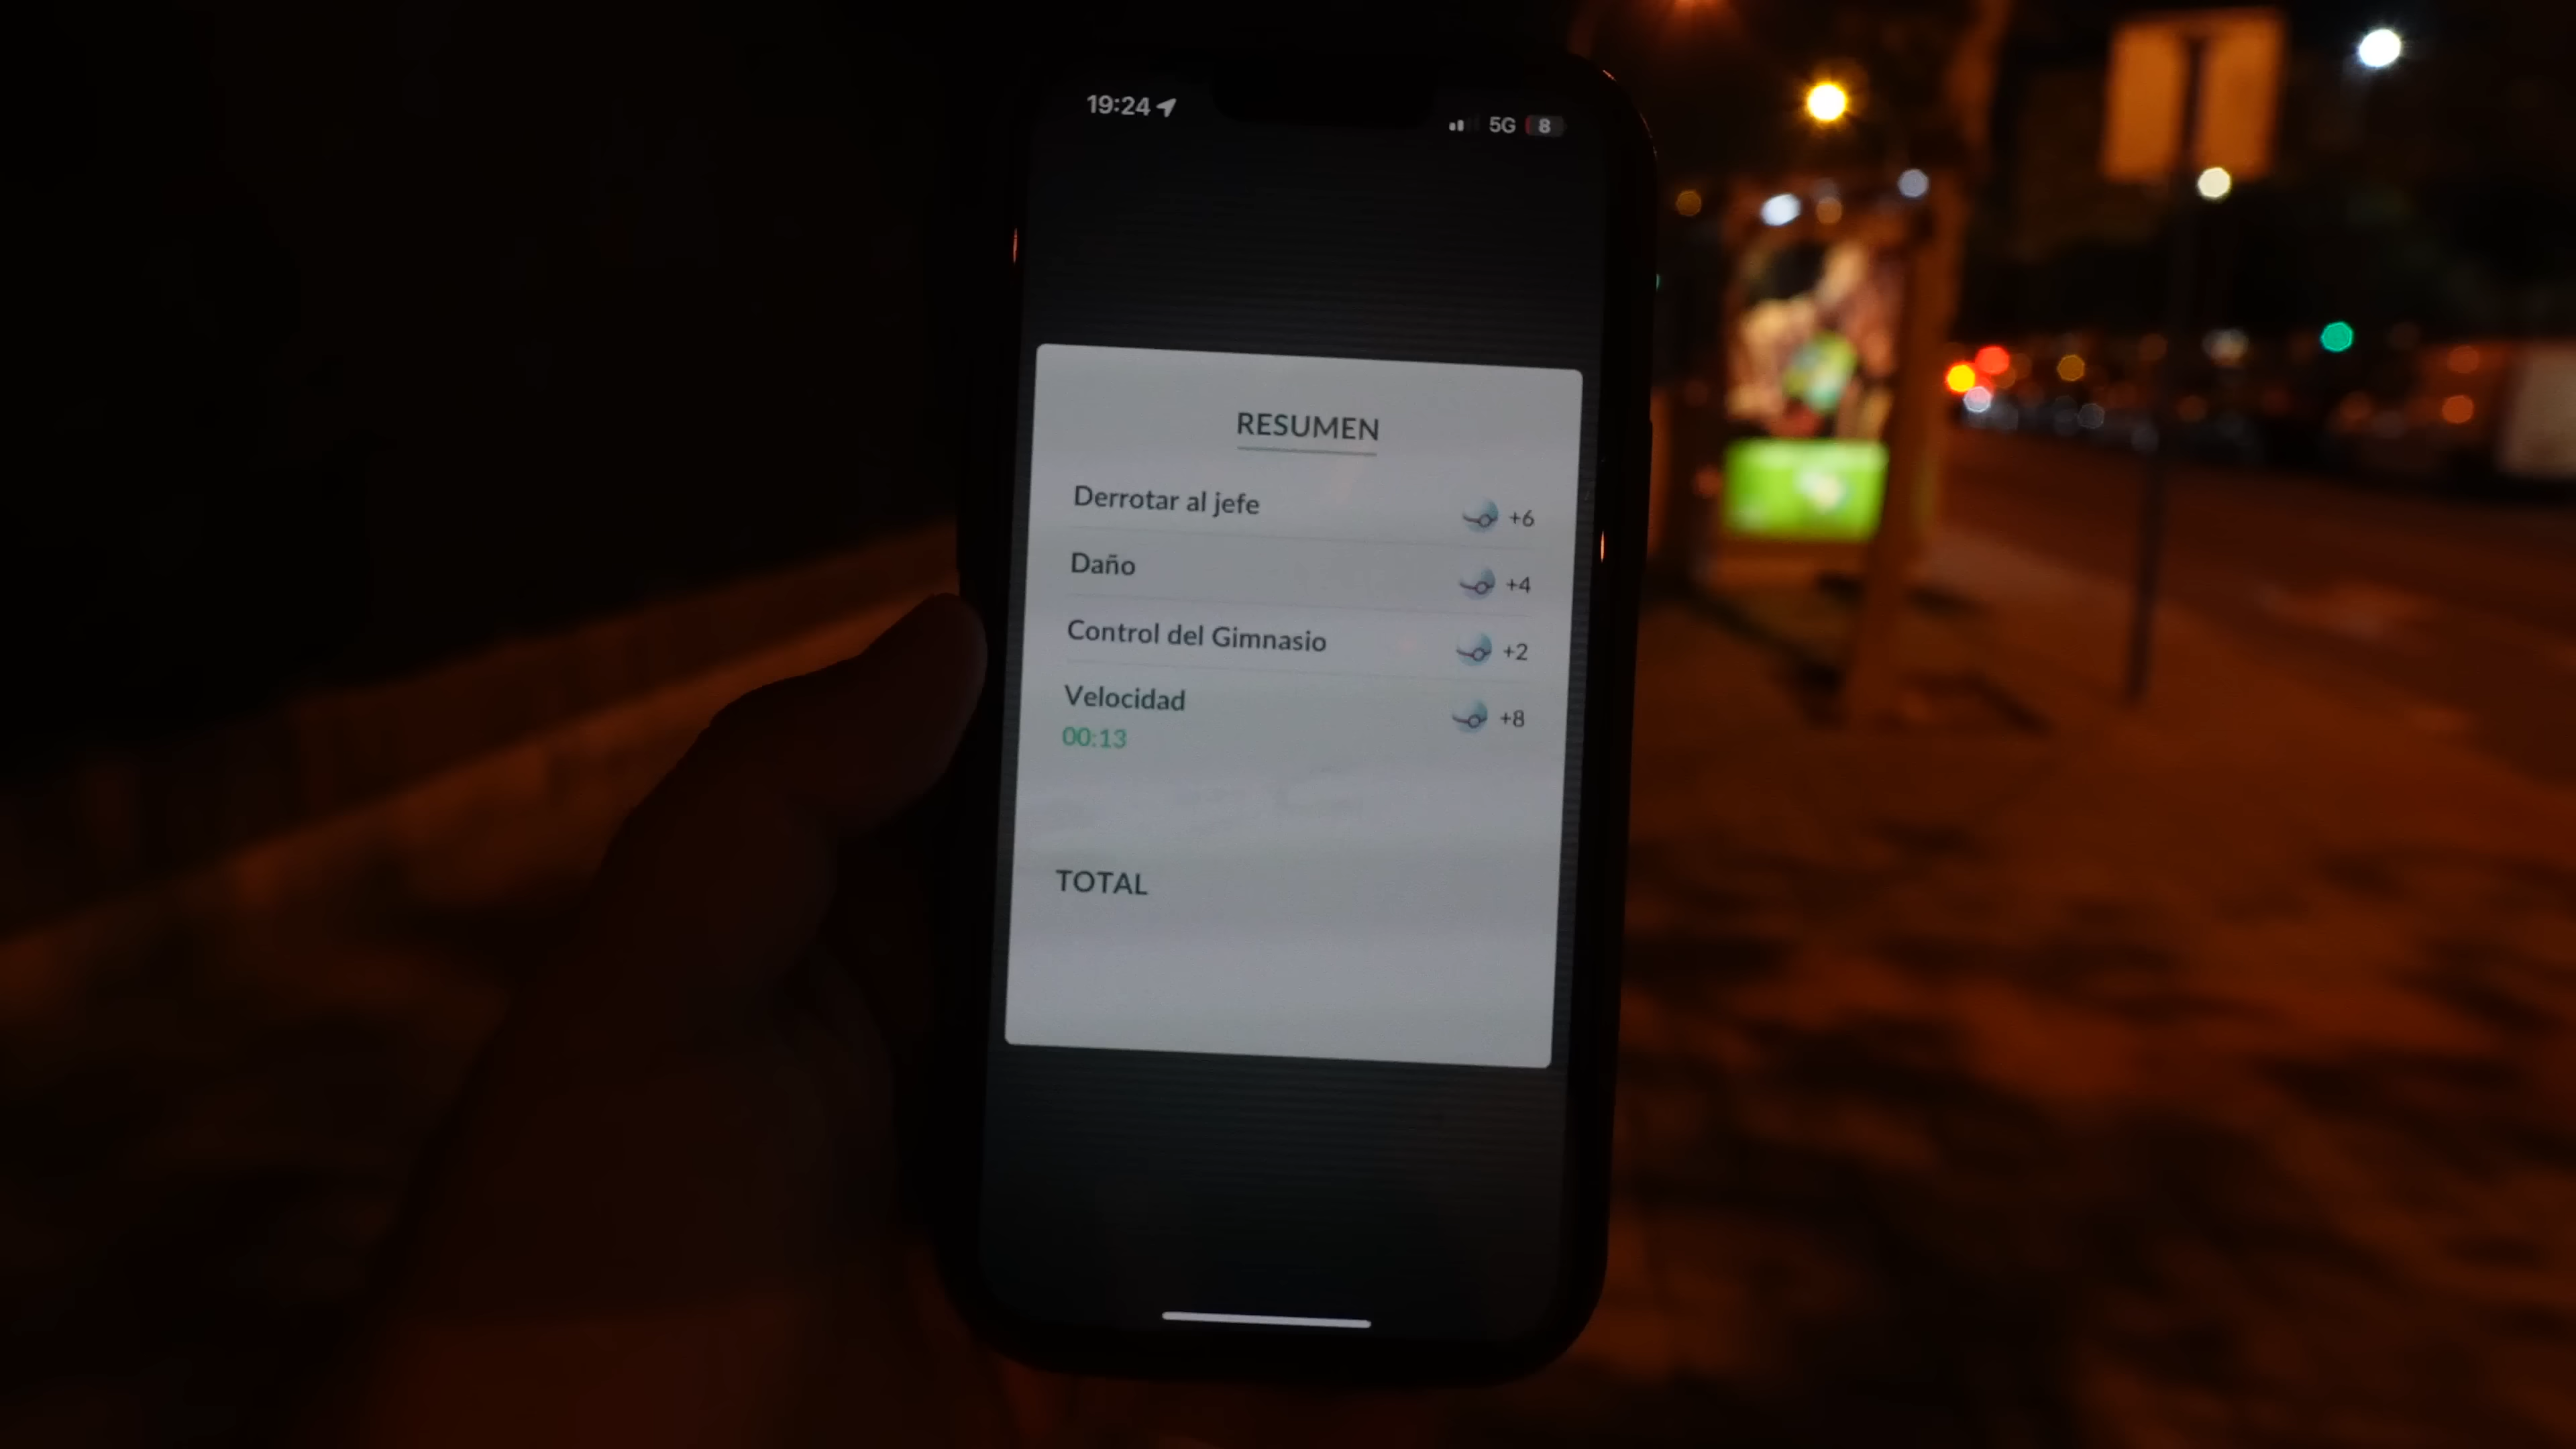 19:24
5G 8
RESUMEN
Derrotar al jefe +6
Daño +4
Control del Gimnasio +2
Velocidad +8
00:13
TOTAL